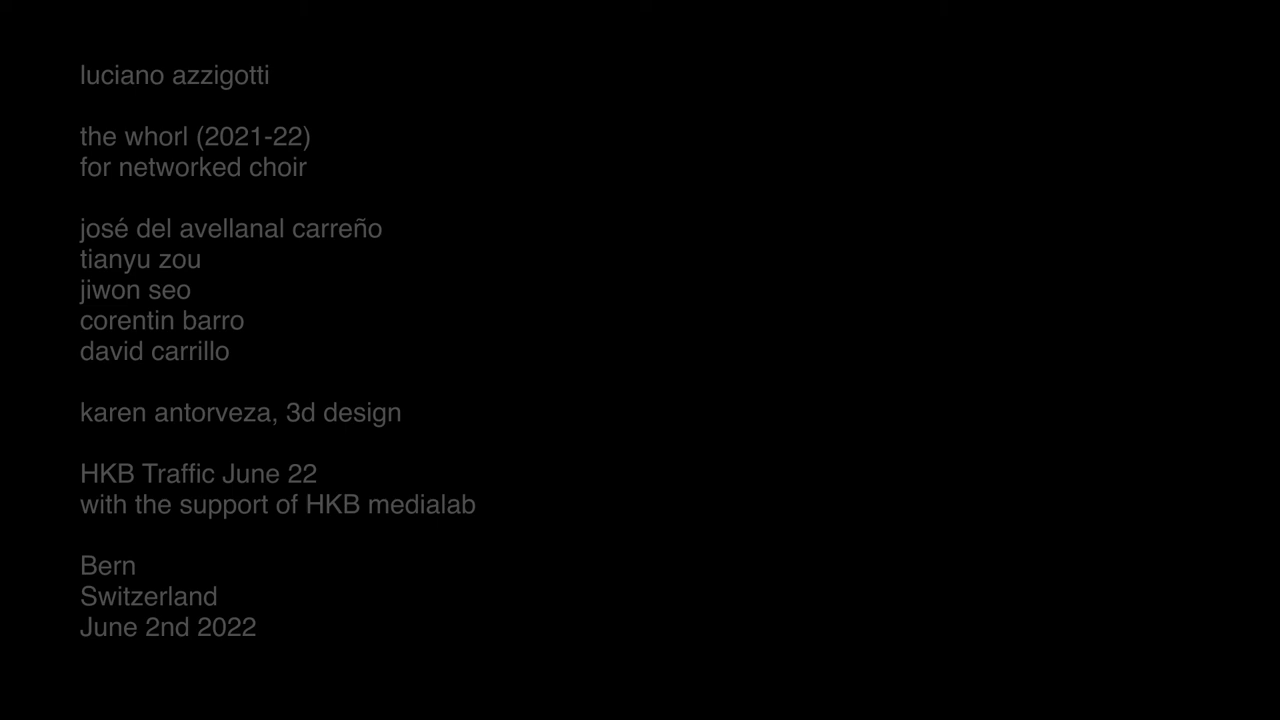 luciano azzigotti
the whorl (2021-22)
for networked choir
josé del avellanal carreño
tianyu zou
jiwon seo
corentin barro
david carrillo
karen antorveza, 3d design
HKB Traffic June 22
with the support of HKB medialab
Bern
Switzerland
June 2nd 2022